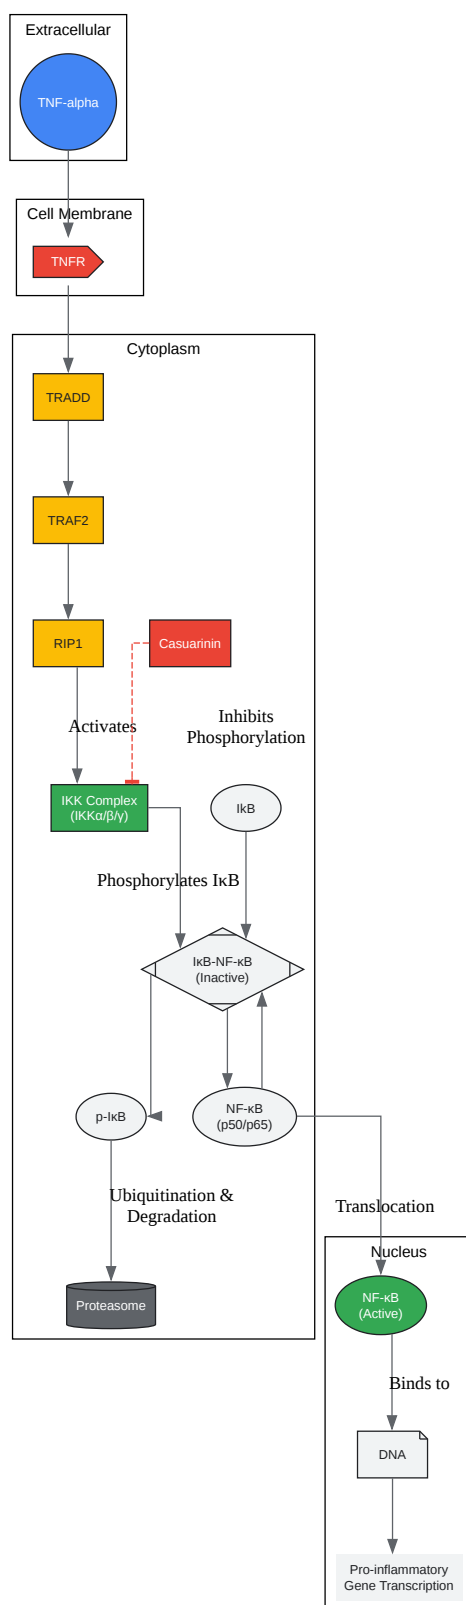 Extracellular
TNF-alpha
Cell Membrane
TNFR
Cytoplasm
TRADD
TRAF2
RIP1
Casuarinin
Activates
Inhibits
Phosphorylation
IKK Complex
(IKKα/β/γ)
IkB
Phosphorylates IκB
IκB-NF-κB
(Inactive)
p-IκB
NF-κB
(p50/p65)
Ubiquitination &
Degradation
Translocation
Nucleus
Proteasome
NF-κB
(Active)
Binds to
DNA
Pro-inflammatory
Gene Transcription